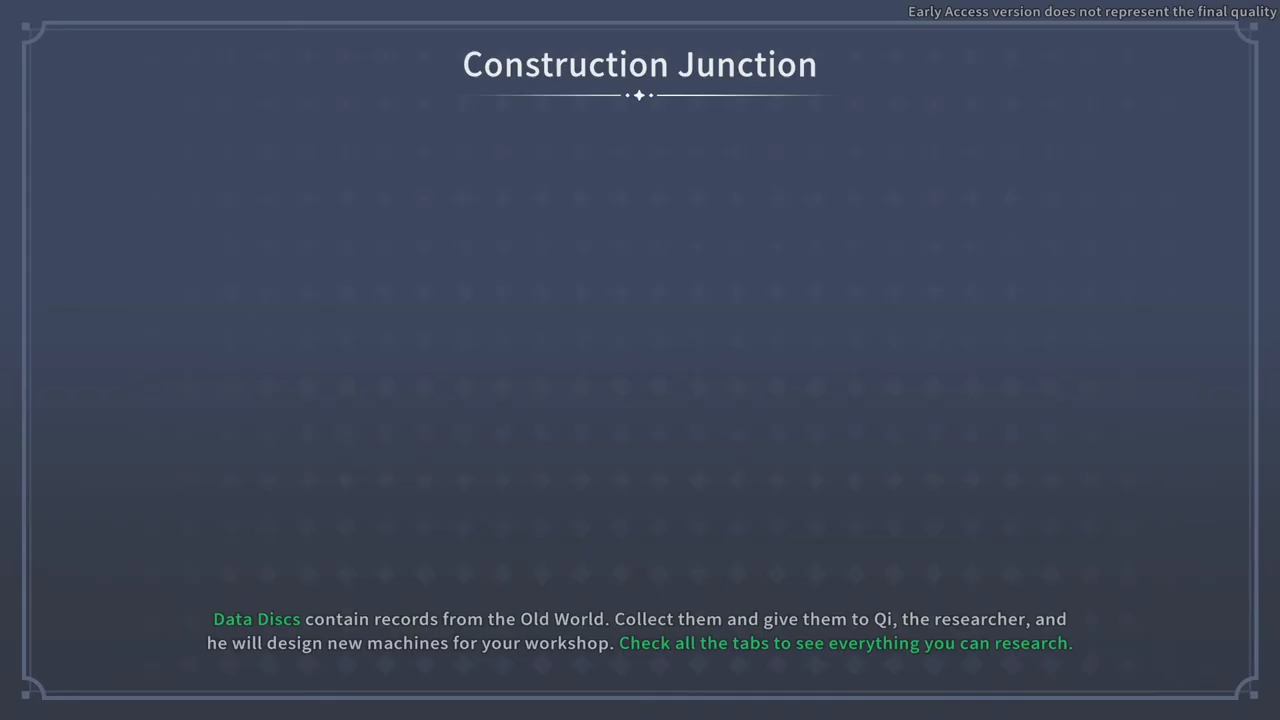 Early Access version does not represent the final quality
Construction Junction
Data Discs contain records from the Old World. Collect them and give them to Qi, the researcher, and
he will design new machines for your workshop. Check all the tabs to see everything you can research.